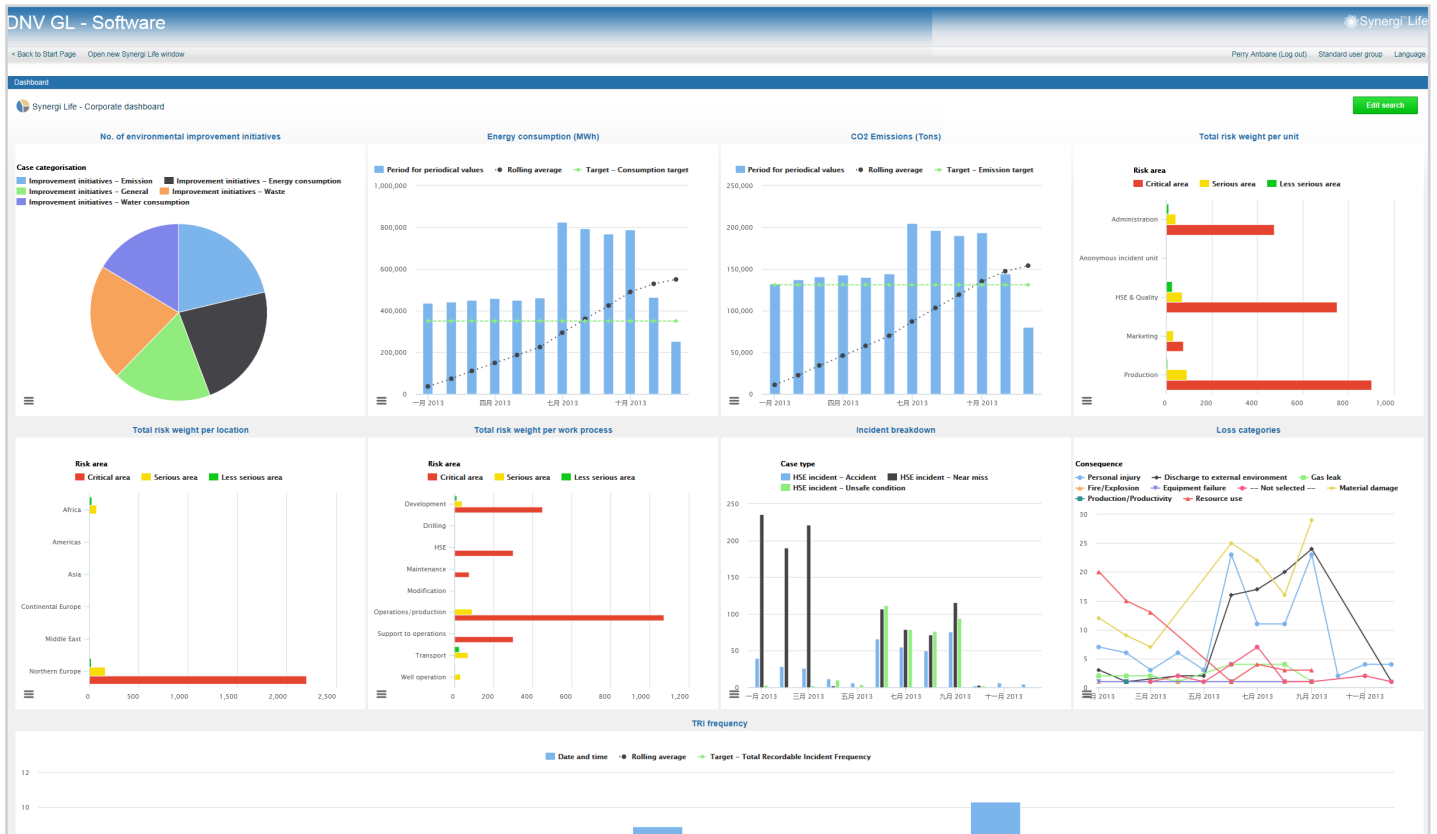 DNV GL - Software
Synergi Life
< Back to Start Page Open new Synergi Life window
Perry Antoane (Log out) Standard user group Language
Dashboard
Synergi Life - Corporate dashboard
Edit search
No. of environmental improvement initiatives
Case categorisation
Improvement initiatives – Emission Improvement initiatives – Energy consumption
Improvement initiatives – General Improvement initiatives – Waste
Improvement initiatives – Water consumption
Energy consumption (MWh)
Period for periodical values Rolling average Target – Consumption target
1,000,000
800,000
600,000
400,000
200,000
0
一月 2013 四月 2013 七月 2013 十月 2013
CO2 Emissions (Tons)
Period for periodical values Rolling average Target – Emission target
250,000
200,000
150,000
100,000
50,000
0
一月 2013 四月 2013 七月 2013 十月 2013
Total risk weight per unit
Risk area
Critical area Serious area Less serious area
Administration
Anonymous incident unit
HSE & Quality
Marketing
Production
0 200 400 600 800 1,000
Total risk weight per location
Risk area
Critical area Serious area Less serious area
Africa
Americas
Asia
Continental Europe
Middle East
Northern Europe
0 500 1,000 1,500 2,000 2,500
Total risk weight per work process
Risk area
Critical area Serious area Less serious area
Development
Drilling
HSE
Maintenance
Modification
Operations/production
Support to operations
Transport
Well operation
0 200 400 600 800 1,000 1,200
Incident breakdown
Case type
HSE incident – Accident HSE incident – Near miss
HSE incident – Unsafe condition
250
200
150
100
50
0
一月 2013 三月 2013 五月 2013 七月 2013 九月 2013 十一月 2013
Loss categories
Consequence
Personal injury Discharge to external environment Gas leak
Fire/Explosion Equipment failure -- Not selected -- Material damage
Production/Productivity Resource use
30
25
20
15
10
5
0
月 2013 三月 2013 五月 2013 七月 2013 九月 2013 十一月 2013
TRI frequency
Date and time Rolling average Target – Total Recordable Incident Frequency
12
10